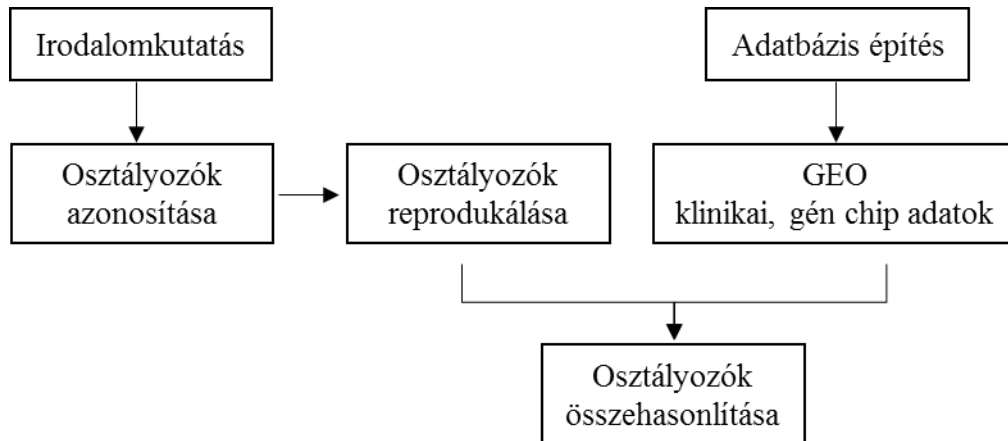 Irodalomkutatás
Adatbázis építés
Osztályozók
azonosítása
Osztályozók
reprodukálása
GEO
klinikai, gén chip adatok
Osztályozók
összehasonlítása